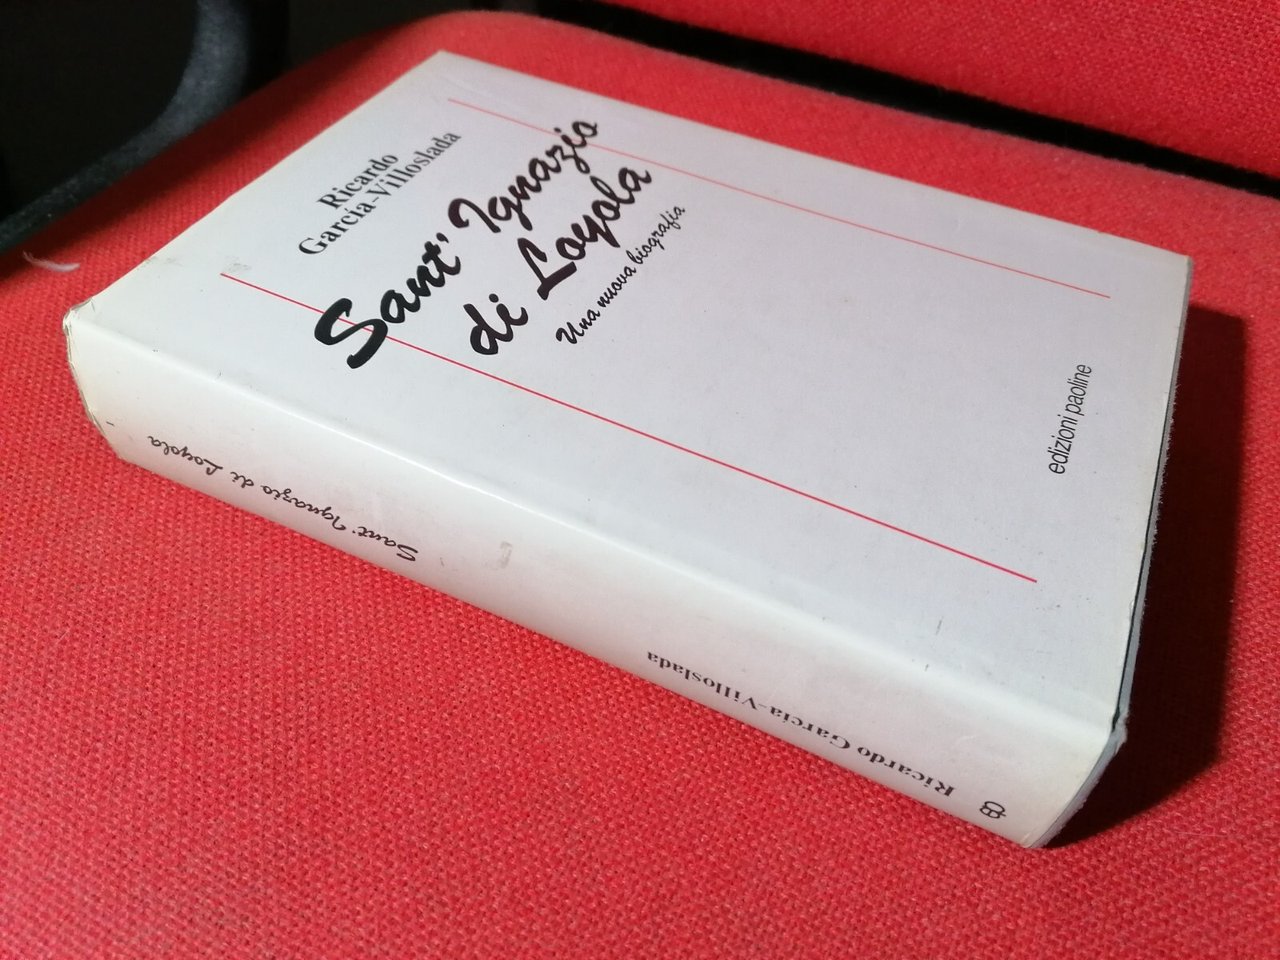 Ricardo
Garcia-Villoslada
Sant' Ignazio
di Loyola
Una nuova biografia
edizioni paoline
Ricardo Garcia-Villoslada
Sant' Ignazio di Loyola